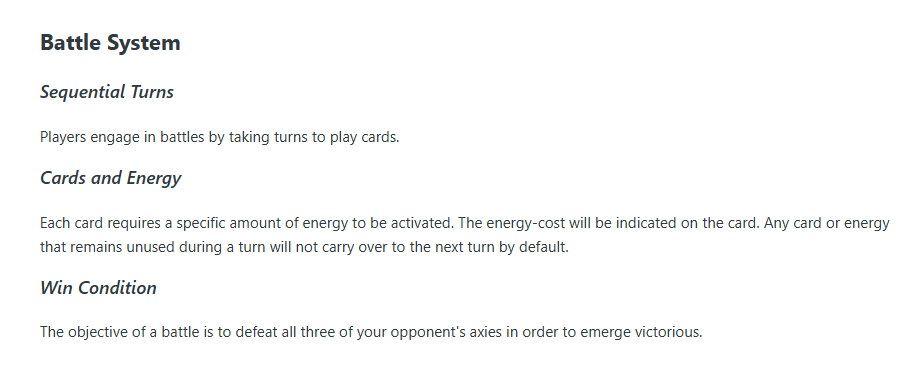 Battle System
Sequential Turns
Players engage in battles by taking turns to play cards.
Cards and Energy
Each card requires a specific amount of energy to be activated. The energy-cost will be indicated on the card. Any card or energy
that remains unused during a turn will not carry over to the next turn by default.
Win Condition
The objective of a battle is to defeat all three of your opponent's axies in order to emerge victorious.